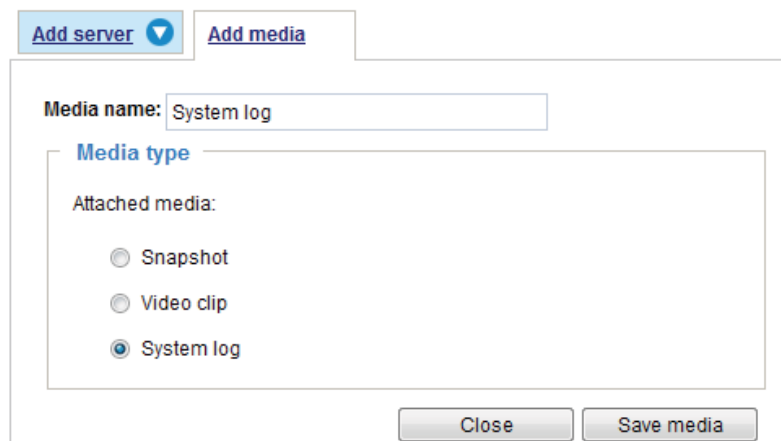 Add server Add media
Media name: System log
Media type
Attached media:
Snapshot
Video clip
System log
Close Save media